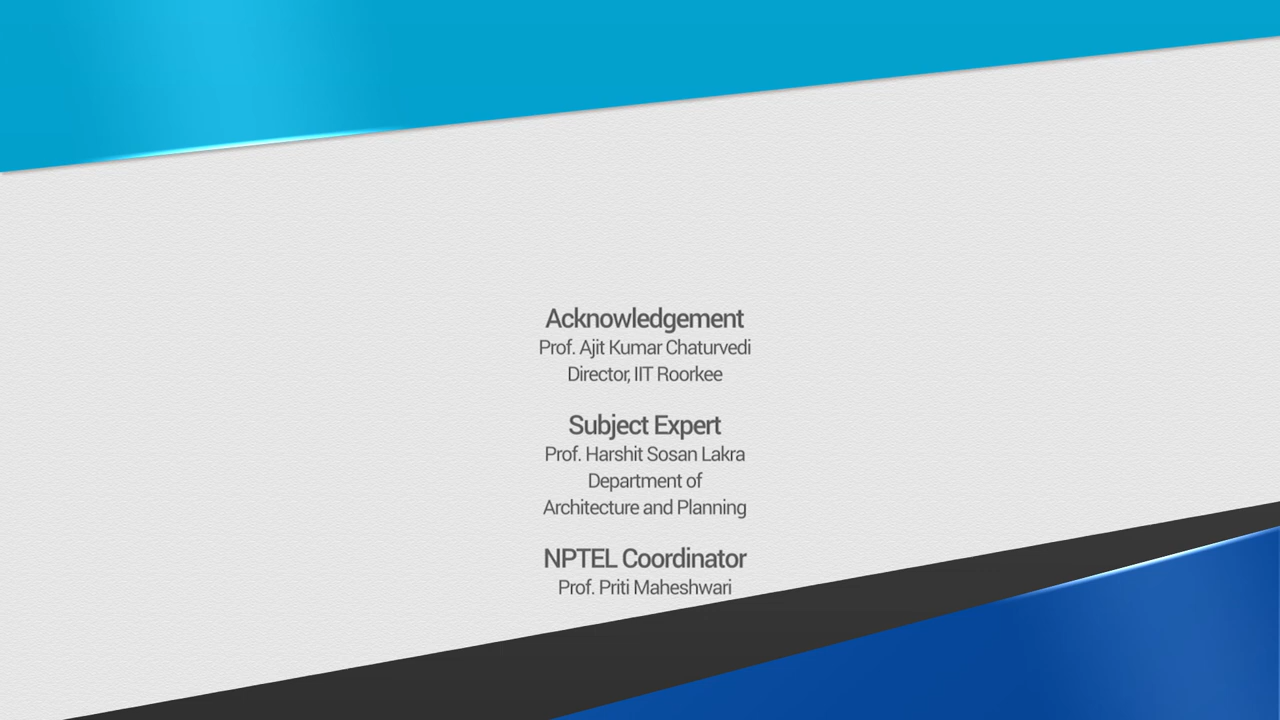 Acknowledgement
Prof. Ajit Kumar Chaturvedi
Director, IIT Roorkee
Subject Expert
Prof. Harshit Sosan Lakra
Department of
Architecture and Planning
NPTEL Coordinator
Prof. Priti Maheshwari